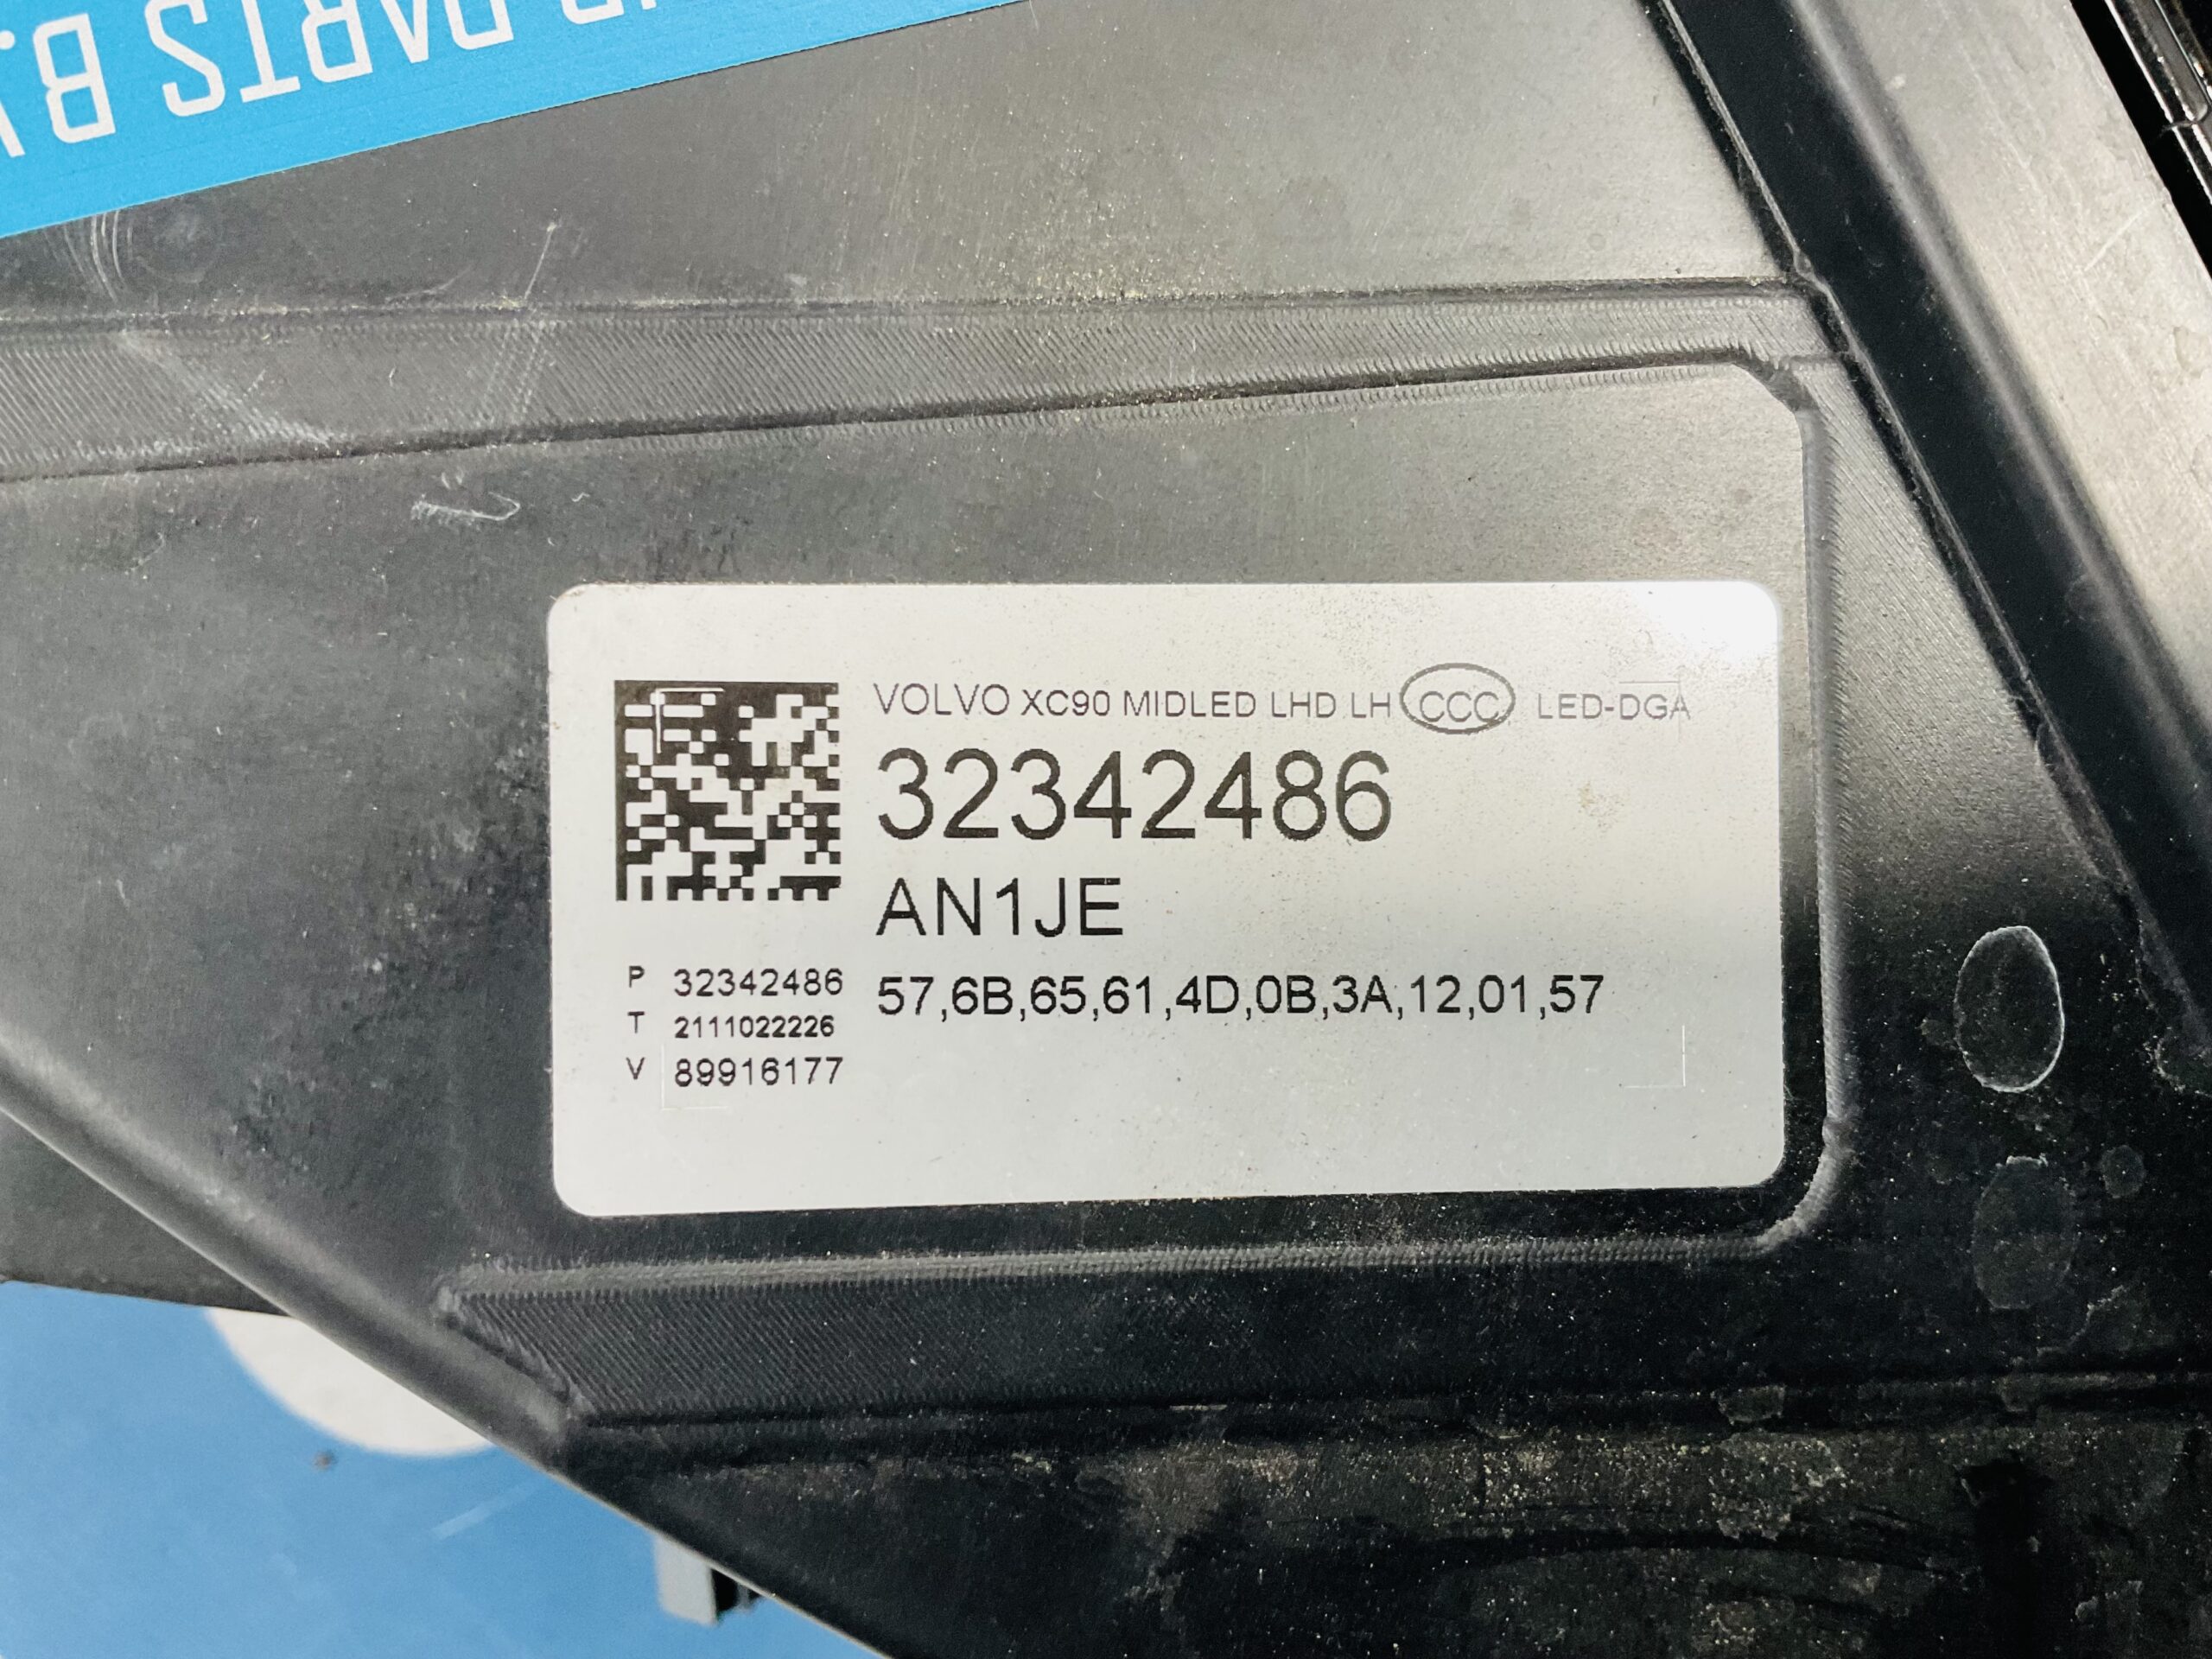 PARTS B.
VOLVO XC90 MIDLED LHD LH CCC LED-DGA
32342486
AN1JE
57,6B,65,61,4D,0B,3A,12,01,57
P 32342486
T 2111022226
V 89916177